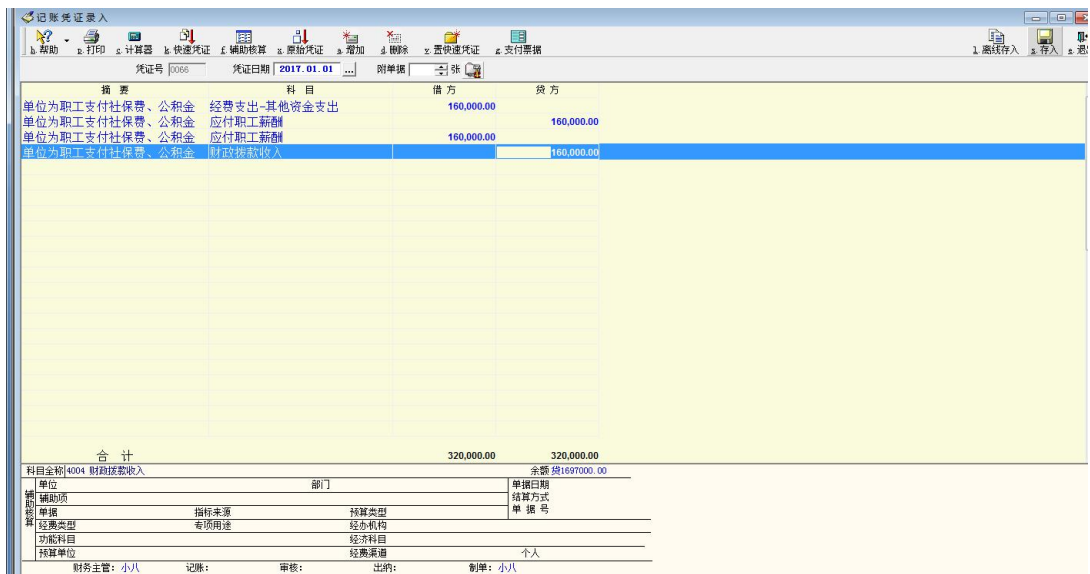 记账凭证录入
h.帮助 p.打印 c.计算器 k.快速凭证 f.辅助核算 x.原始凭证 a.增加 d.删除 z.置快速凭证 g.支付票据 l.离线存入 s.存入
凭证号 0066 凭证日期 2017.01.01 ... 附单据 张
摘 要 科 目 借 方 贷 方
单位为职工支付社保费、公积金 经费支出-其他资金支出 160,000.00
单位为职工支付社保费、公积金 应付职工薪酬 160,000.00
单位为职工支付社保费、公积金 应付职工薪酬 160,000.00
单位为职工支付社保费、公积金 财政拨款收入 160,000.00
合 计 320,000.00 320,000.00
科目全称 4004 财政拨款收入 余额 贷1697000.00
辅助核算
单位 部门 单据日期
辅助项 结算方式
单据 指标来源 预算类型 单 据 号
经费类型 专项用途 经办机构
功能科目 经济科目
预算单位 经费渠道 个人
财务主管: 小八 记账: 审核: 出纳: 制单: 小八